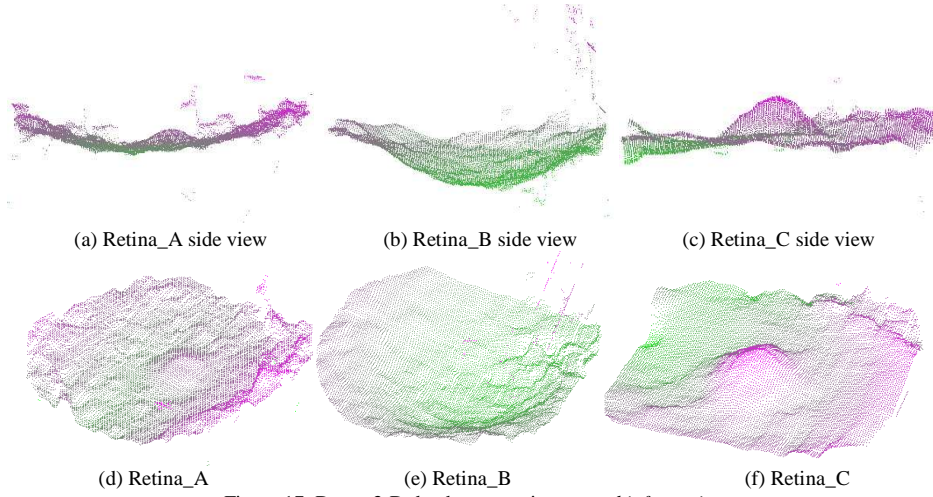 (a) Retina_A side view
(b) Retina_B side view
(c) Retina_C side view
(d) Retina_A
(e) Retina_B
(f) Retina_C